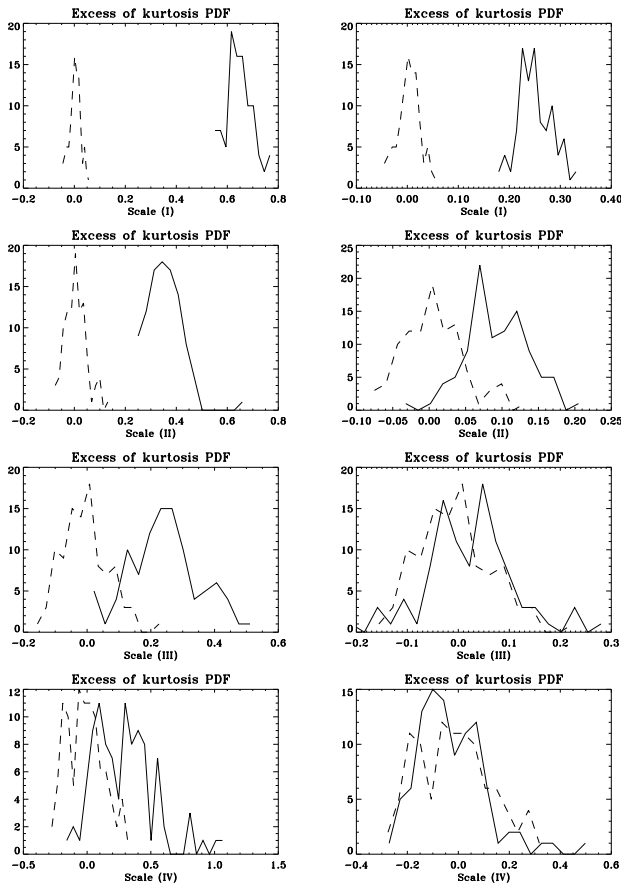 Excess of kurtosis PDF
20
15
10
5
0
−0.2 0.0 0.2 0.4 0.6 0.8
Scale (I)
Excess of kurtosis PDF
20
15
10
5
0
−0.10 0.00 0.10 0.20 0.30 0.40
Scale (I)
Excess of kurtosis PDF
20
15
10
5
0
−0.2 0.0 0.2 0.4 0.6 0.8
Scale (II)
Excess of kurtosis PDF
25
20
15
10
5
0
−0.10 −0.05 0.00 0.05 0.10 0.15 0.20 0.25
Scale (II)
Excess of kurtosis PDF
20
15
10
5
0
−0.2 0.0 0.2 0.4 0.6
Scale (III)
Excess of kurtosis PDF
20
15
10
5
0
−0.2 −0.1 0.0 0.1 0.2 0.3
Scale (III)
Excess of kurtosis PDF
12
10
8
6
4
2
0
−0.5 0.0 0.5 1.0 1.5
Scale (IV)
Excess of kurtosis PDF
15
10
5
0
−0.4 −0.2 0.0 0.2 0.4 0.6
Scale (IV)